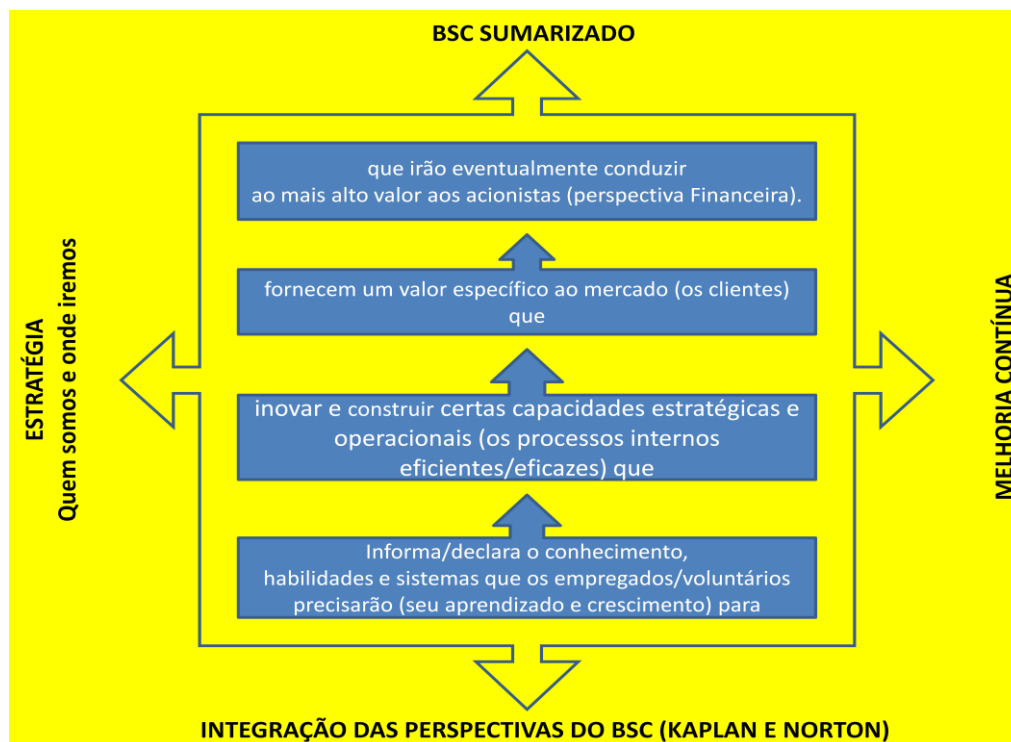 BSC SUMARIZADO
que irão eventualmente conduzir
ao mais alto valor aos acionistas (perspectiva Financeira).
fornecem um valor específico ao mercado (os clientes)
que
inovar e construir certas capacidades estratégicas e
operacionais (os processos internos
eficientes/eficazes) que
Informa/declara o conhecimento,
habilidades e sistemas que os empregados/voluntários
precisarão (seu aprendizado e crescimento) para
ESTRATÉGIA
Quem somos e onde iremos
MELHORIA CONTÍNUA
INTEGRAÇÃO DAS PERSPECTIVAS DO BSC (KAPLAN E NORTON)